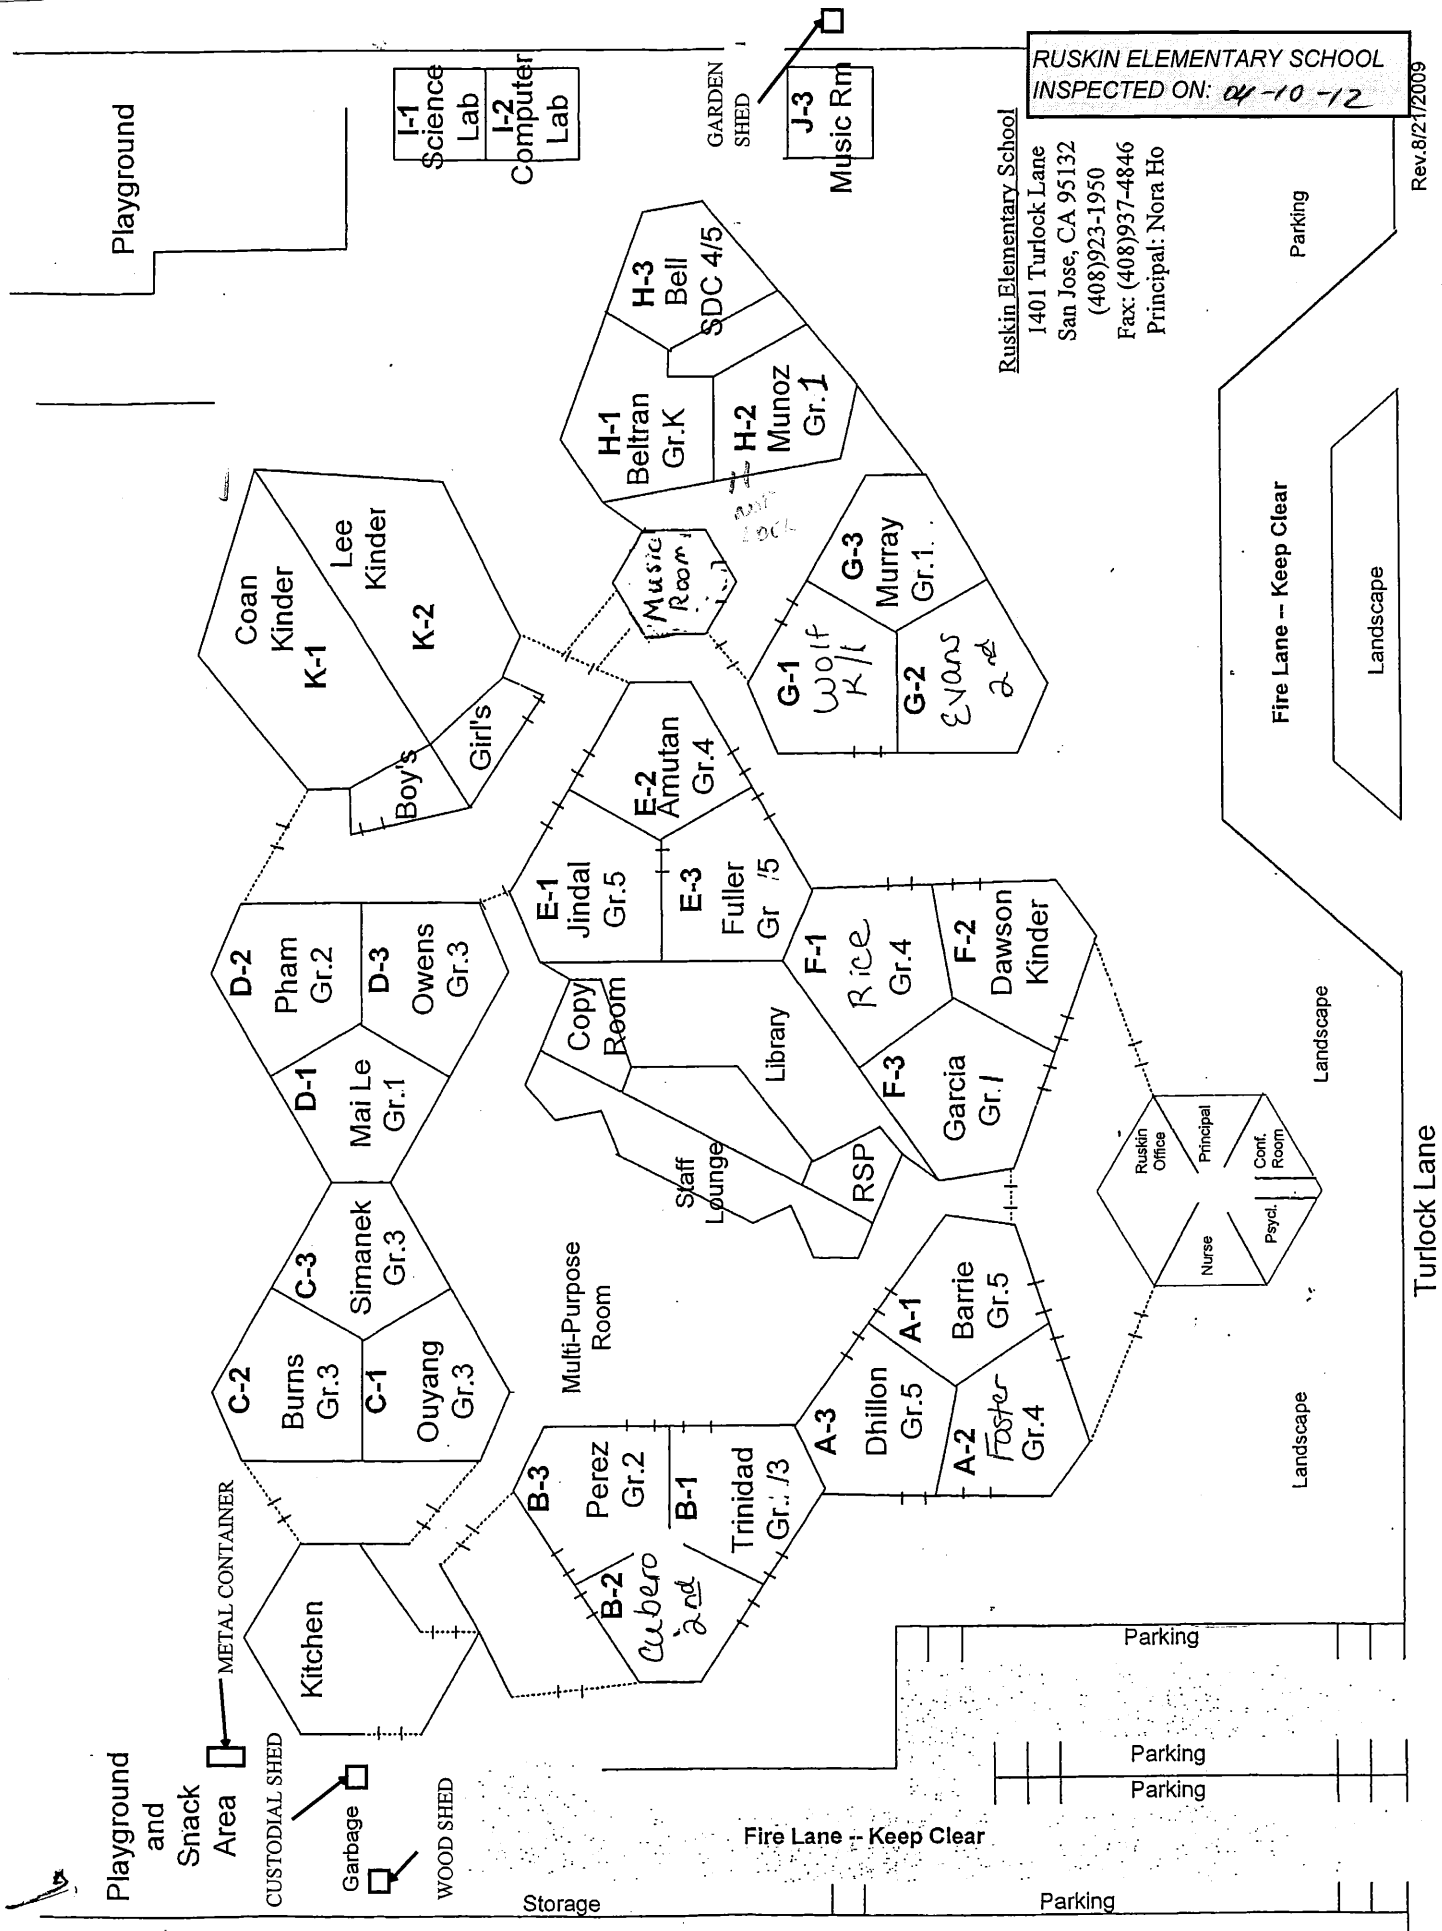 Playground
and
Snack
Area
METAL CONTAINER
CUSTODIAL SHED
Garbage
WOOD SHED
Storage
Kitchen
C-2
Burns
Gr.3
C-1
Ouyang
Gr.3
C-3
Simanek
Gr.3
D-1
Mai Le
Gr.1
D-2
Pham
Gr.2
D-3
Owens
Gr.3
Coan
Kinder
K-1
Lee
Kinder
K-2
Boy's
Girl's
Playground
I-1
Science
Lab
I-2
Computer
Lab
GARDEN
SHED
J-3
Music Rm
B-3
Perez
Gr.2
B-1
Trinidad
Gr. /3
B-2
Cubero
2nd
Multi-Purpose
Room
Staff
Lounge
Copy
Room
Library
RSP
E-1
Jindal
Gr.5
E-2
Amutan
Gr.4
E-3
Fuller
Gr /5
Music
Room
H-1
Beltran
Gr.K
H-2
Munoz
Gr.1
H-3
Bell
SDC 4/5
G-1
Wolf
K/1
G-2
Evans
2nd
G-3
Murray
Gr.1
A-3
Dhillon
Gr.5
A-1
Barrie
Gr.5
A-2
Foster
Gr.4
F-1
Rice
Gr.4
F-2
Dawson
Kinder
F-3
Garcia
Gr.1
Ruskin
Office
Principal
Conf.
Room
Psycl.
Nurse
Ruskin Elementary School
1401 Turlock Lane
San Jose, CA 95132
(408)923-1950
Fax: (408)937-4846
Principal: Nora Ho
RUSKIN ELEMENTARY SCHOOL
INSPECTED ON: 04-10-12
Rev.8/21/2009
Parking
Fire Lane -- Keep Clear
Landscape
Landscape
Landscape
Turlock Lane
Parking
Parking
Parking
Fire Lane -- Keep Clear
Parking